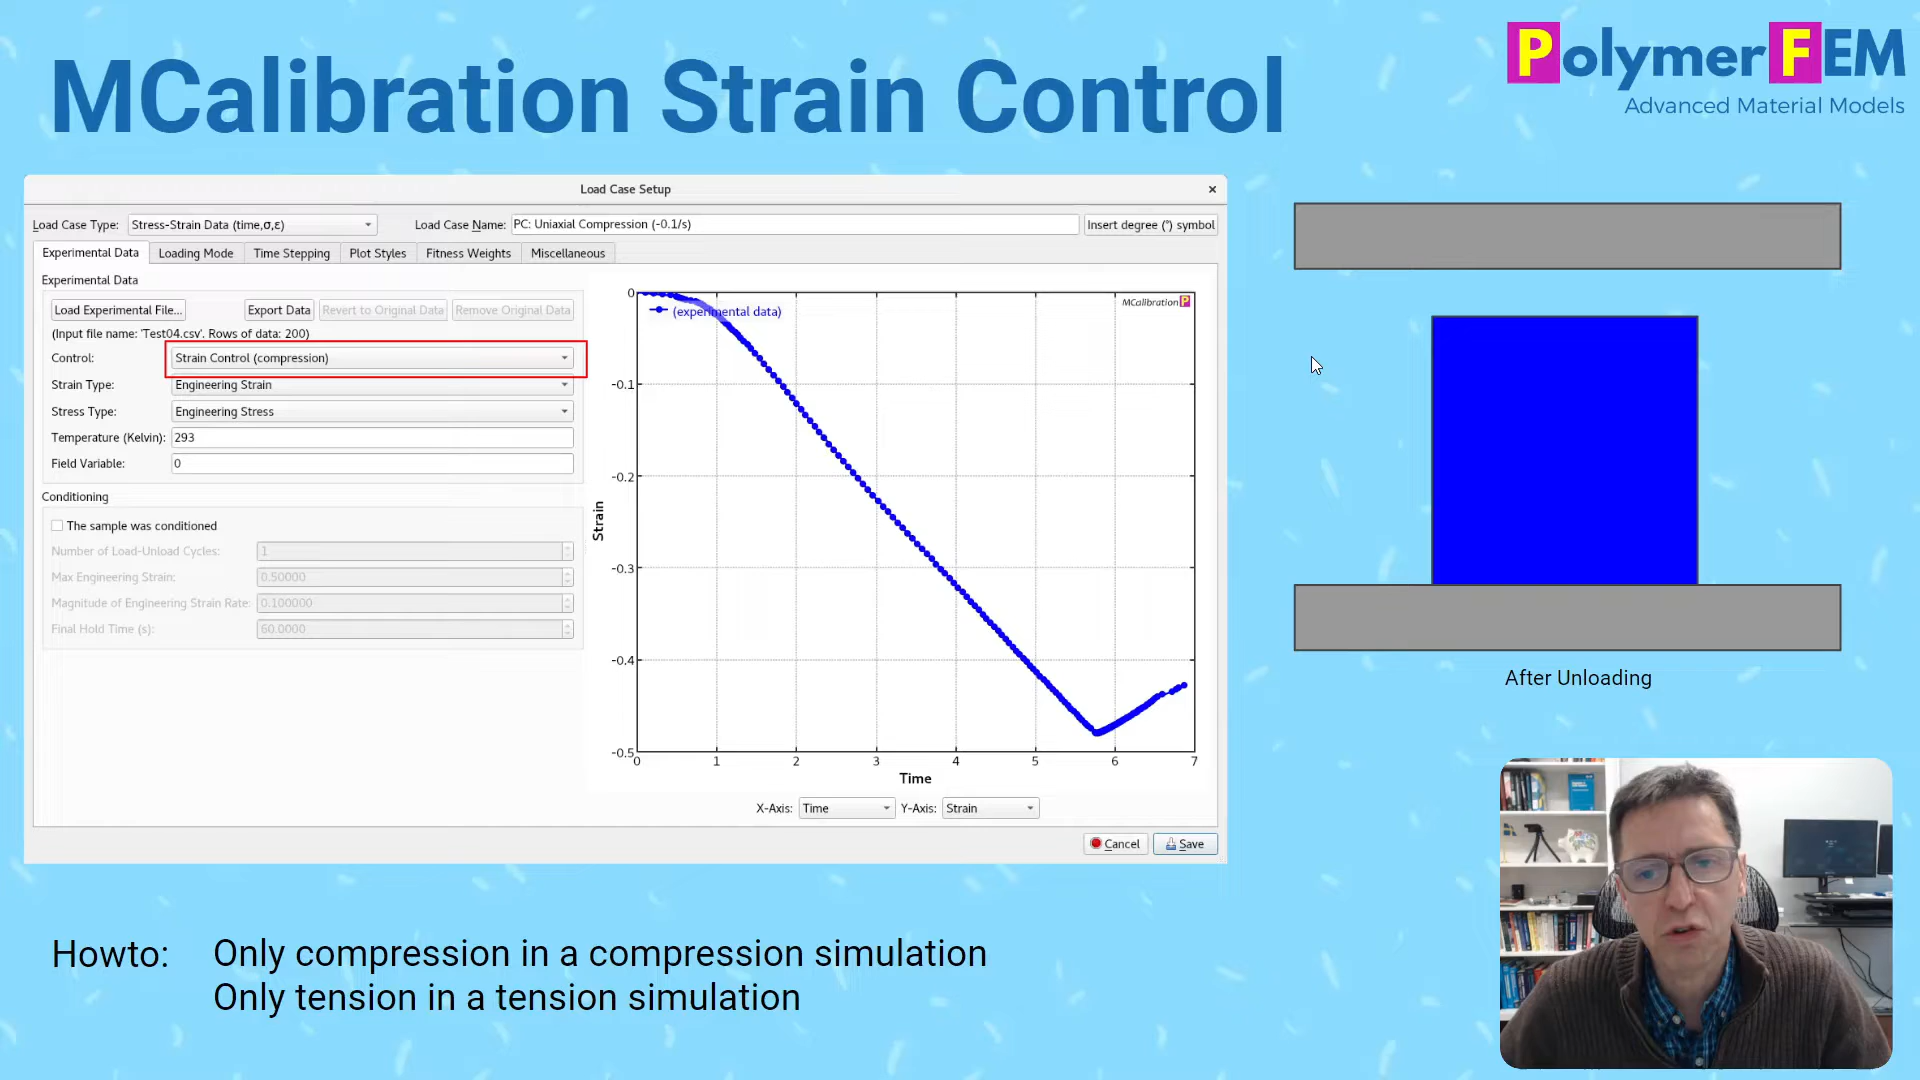 MCalibration Strain Control
PolymerFEM
Advanced Material Models
Load Case Setup
Load Case Type: Stress-Strain Data (time,σ,ε) Load Case Name: PC: Uniaxial Compression (-0.1/s) Insert degree (°) symbol
Experimental Data Loading Mode Time Stepping Plot Styles Fitness Weights Miscellaneous
Experimental Data
Load Experimental File... Export Data Revert to Original Data Remove Original Data
(Input file name: 'Test04.csv'. Rows of data: 200)
Control: Strain Control (compression)
Strain Type: Engineering Strain
Stress Type: Engineering Stress
Temperature (Kelvin): 293
Field Variable: 0
Conditioning
The sample was conditioned
Number of Load-Unload Cycles: 1
Max Engineering Strain: 0.50000
Magnitude of Engineering Strain Rate: 0.100000
Final Hold Time (s): 60.0000
(experimental data)
MCalibration P
0
-0.1
-0.2
-0.3
-0.4
-0.5
Strain
0 1 2 3 4 5 6 7
Time
X-Axis: Time Y-Axis: Strain
Cancel Save
After Unloading
Howto: Only compression in a compression simulation
Only tension in a tension simulation